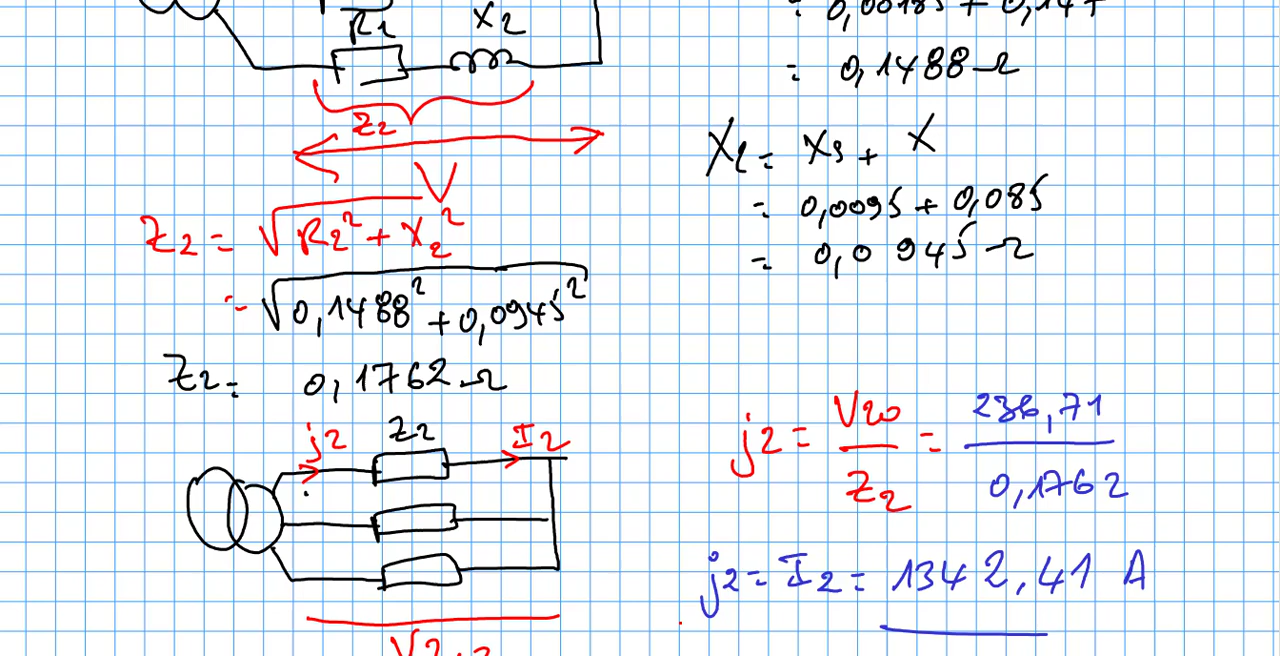 R2 X2
Z2
V
Z2 = √R2² + X2²
= √0,1488² + 0,0945²
Z2 = 0,1762 Ω
j2 Z2 I2
= 0,1488 Ω
X2 = Xs + X
= 0,0095 + 0,085
= 0,0945 Ω
j2 = V20 / Z2 = 236,71 / 0,1762
j2 = I2 = 1342,41 A